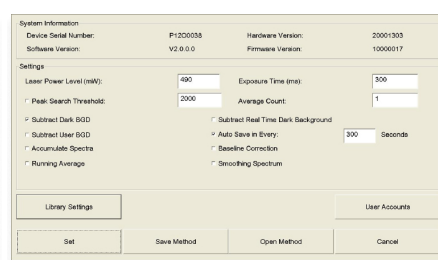 System Information
Device Serial Number: P12O0038 Hardware Version: 20001303
Software Version: V2.0.0.0 Firmware Version: 10000017
Settings
Laser Power Level (mW): 490 Exposure Time (ms): 300
Peak Search Threshold: 2000 Average Count: 1
Subtract Dark BGD Subtract Real Time Dark Background
Subtract User BGD Auto Save in Every: 300 Seconds
Accumulate Spectra Baseline Correction
Running Average Smoothing Spectrum
Library Settings User Accounts
Set Save Method Open Method Cancel